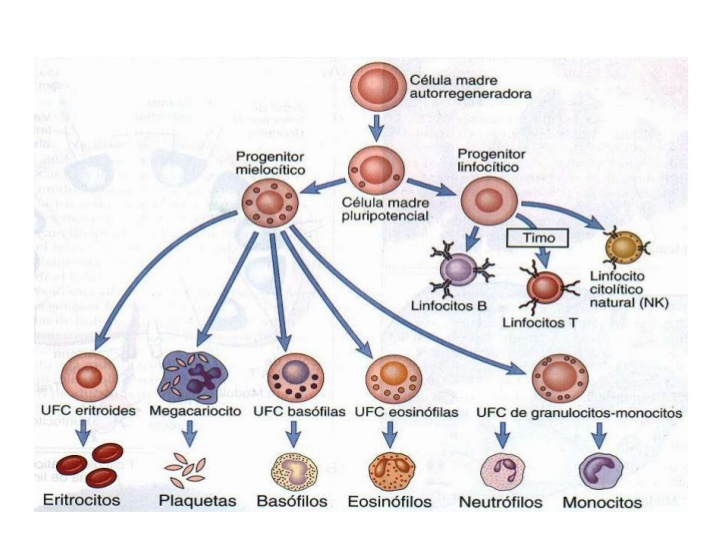 Célula madre
autorregeneradora
Progenitor
mielocítico
Progenitor
linfocítico
Célula madre
pluripotencial
Timo
Linfocitos B
Linfocitos T
Linfocito
citolítico
natural (NK)
UFC eritroides
Megacariocito
UFC basófilas
UFC eosinófilas
UFC de granulocitos-monocitos
Eritrocitos
Plaquetas
Basófilos
Eosinófilos
Neutrófilos
Monocitos